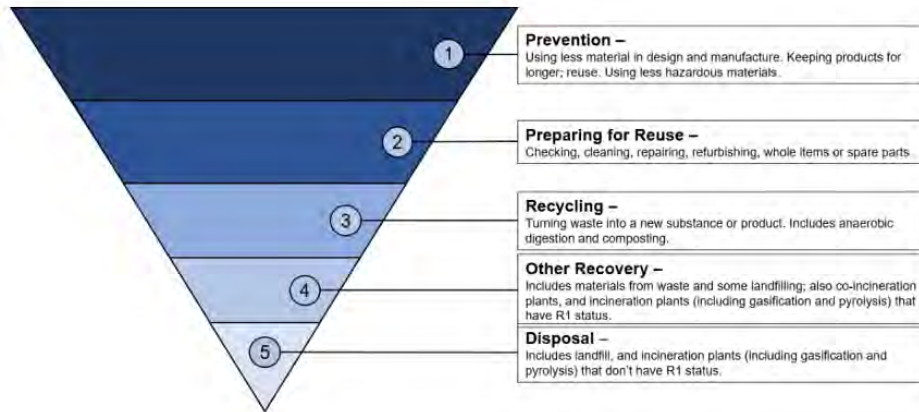 1
Prevention –
Using less material in design and manufacture. Keeping products for
longer; reuse. Using less hazardous materials.
2
Preparing for Reuse –
Checking, cleaning, repairing, refurbishing, whole items or spare parts.
3
Recycling –
Turning waste into a new substance or product. Includes anaerobic
digestion and composting.
4
Other Recovery –
Includes materials from waste and some landfilling; also co-incineration
plants, and incineration plants (including gasification and pyrolysis) that
have R1 status.
5
Disposal –
Includes landfill, and incineration plants (including gasification and
pyrolysis) that don't have R1 status.